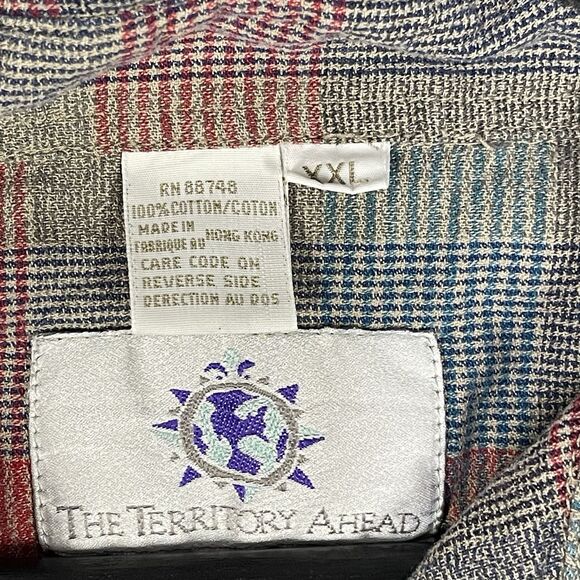 XXL
RN 88748
100% COTTON/COTON
MADE IN
FABRIQUE AU HONG KONG
CARE CODE ON
REVERSE SIDE
DERECTION AU DOS
THE TERRITORY AHEAD